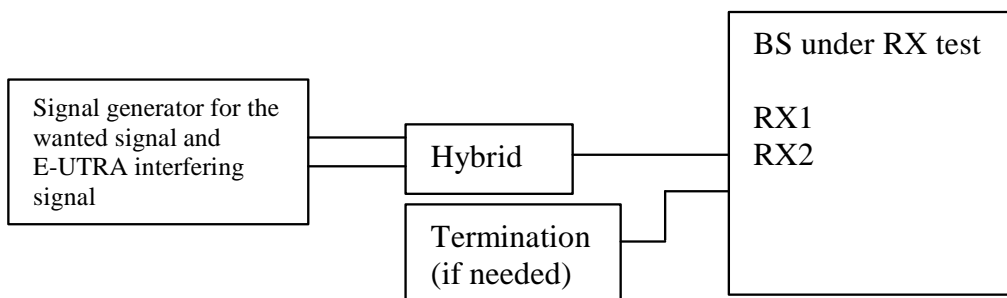 Signal generator for the
wanted signal and
E-UTRA interfering
signal
Hybrid
Termination
(if needed)
BS under RX test
RX1
RX2